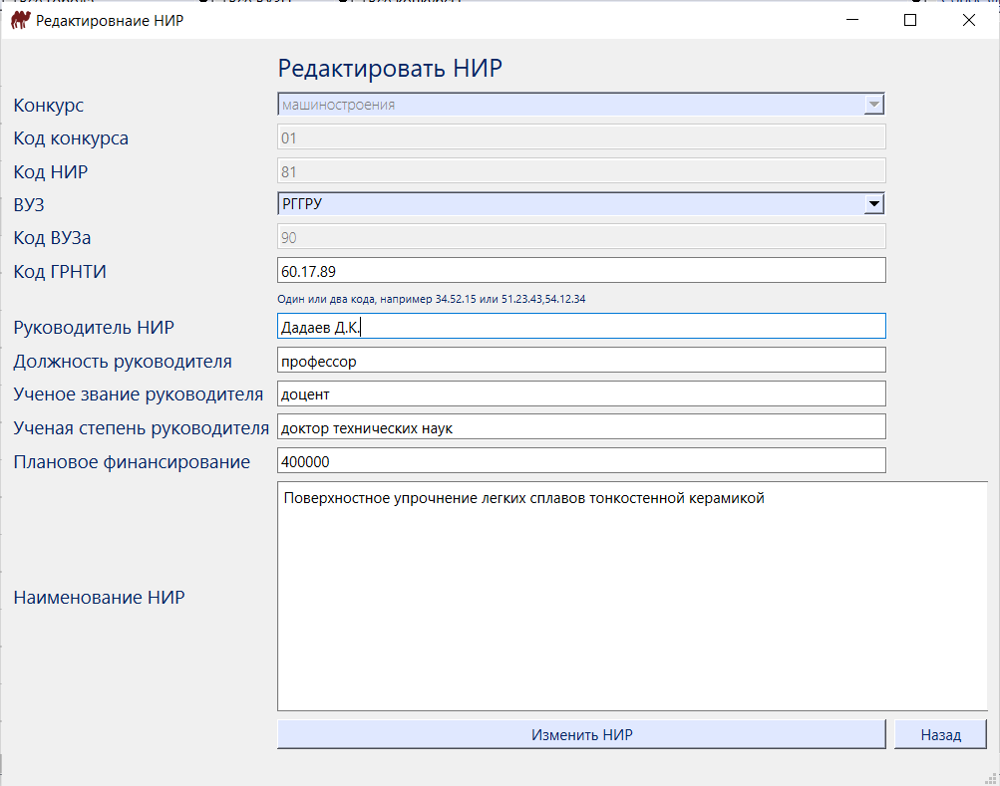 Редактировнаие НИР
Редактировать НИР
Конкурс машиностроения
Код конкурса 01
Код НИР 81
ВУЗ РГГРУ
Код ВУЗа 90
Код ГРНТИ 60.17.89
Один или два кода, например 34.52.15 или 51.23.43,54.12.34
Руководитель НИР Дадаев Д.К.
Должность руководителя профессор
Ученое звание руководителя доцент
Ученая степень руководителя доктор технических наук
Плановое финансирование 400000
Наименование НИР Поверхностное упрочнение легких сплавов тонкостенной керамикой
Изменить НИР Назад